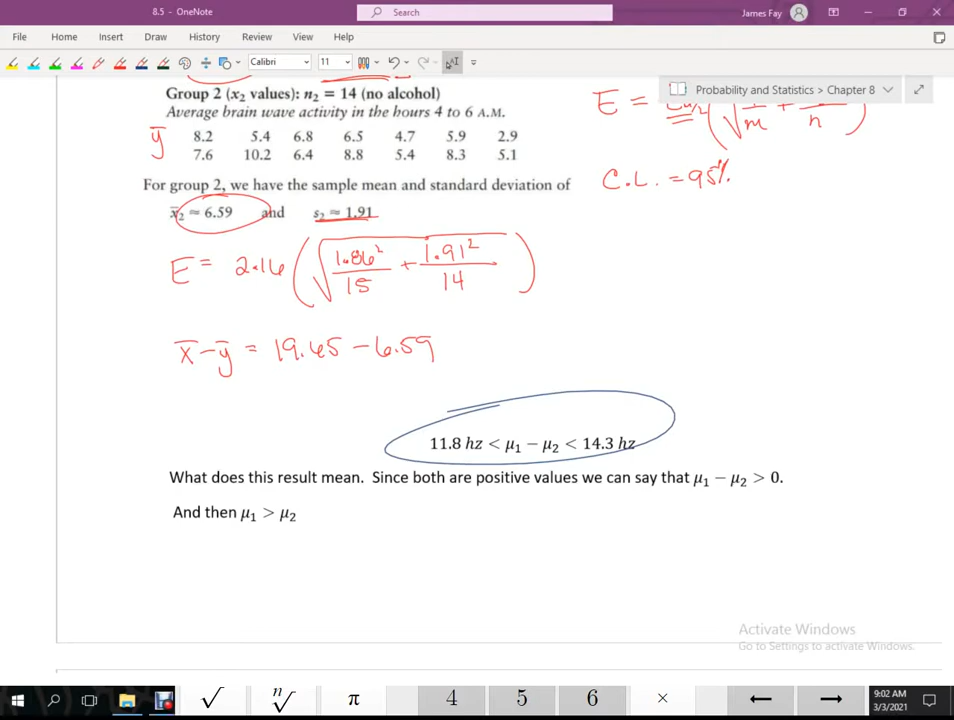 8.5 - OneNote
Search
James Fay
File Home Insert Draw History Review View Help
Calibri 11
Probability and Statistics > Chapter 8
Group 2 (x₂ values): n₂ = 14 (no alcohol)
Average brain wave activity in the hours 4 to 6 A.M.
y̅ 8.2 5.4 6.8 6.5 4.7 5.9 2.9
7.6 10.2 6.4 8.8 5.4 8.3 5.1
E =
m n
C.L. = 95%
For group 2, we have the sample mean and standard deviation of
x̅₂ ≈ 6.59 and s₂ ≈ 1.91
E = 2.16 (√(1.86²/15 + 1.91²/14))
x̅ - y̅ = 19.65 - 6.59
11.8 hz < μ₁ − μ₂ < 14.3 hz
What does this result mean. Since both are positive values we can say that μ₁ − μ₂ > 0.
And then μ₁ > μ₂
Activate Windows
Go to Settings to activate Windows.
√ ⁿ√ π 4 5 6 × ← →
9:02 AM
3/3/2021